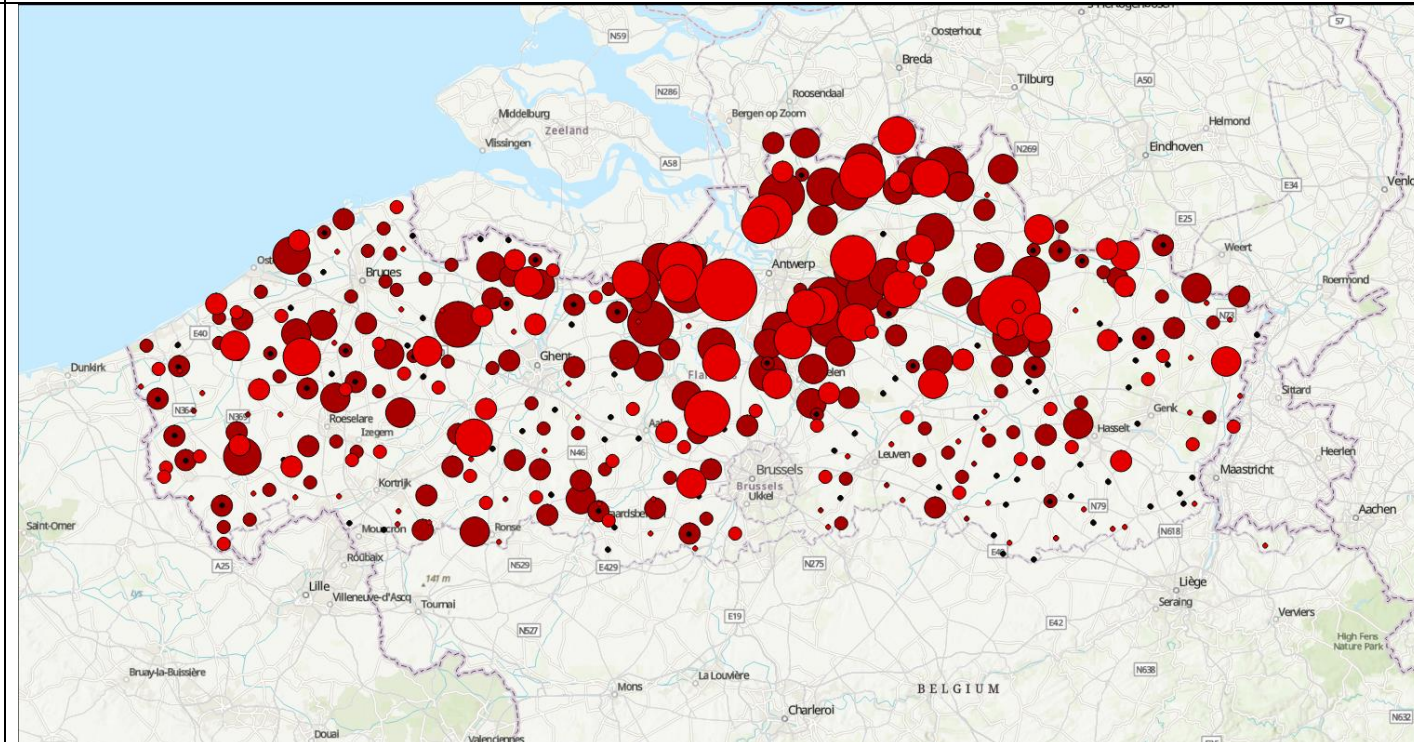 57
N59
Oosterhout
Breda
Tilburg
A50
N286
Roosendaal
Middelburg
Bergen op Zoom
Helmond
Zeeland
Vlissingen
N269
Eindhoven
A58
E34
Venlo
E25
Weert
Antwerp
Bruges
Roermond
N73
E40
Ghent
Dunkirk
Sittard
N364
N369
Roeselare
Genk
Izegem
Hasselt
N46
Heerlen
Leuven
Brussels
Maastricht
Brussels
Kortrijk
Ukkel
N79
Aachen
Saint-Omer
Mouscron
Ronse
N618
Roubaix
A25
N529
E429
N275
Lille
141 m
Liège
Villeneuve-d'Ascq
Tournai
Seraing
Verviers
Lys
E19
E42
N527
High Fens
Nature Park
Bruay-la-Buissière
La Louvière
N638
Mons
BELGIUM
Charleroi
N632
Douai
Valenciennes